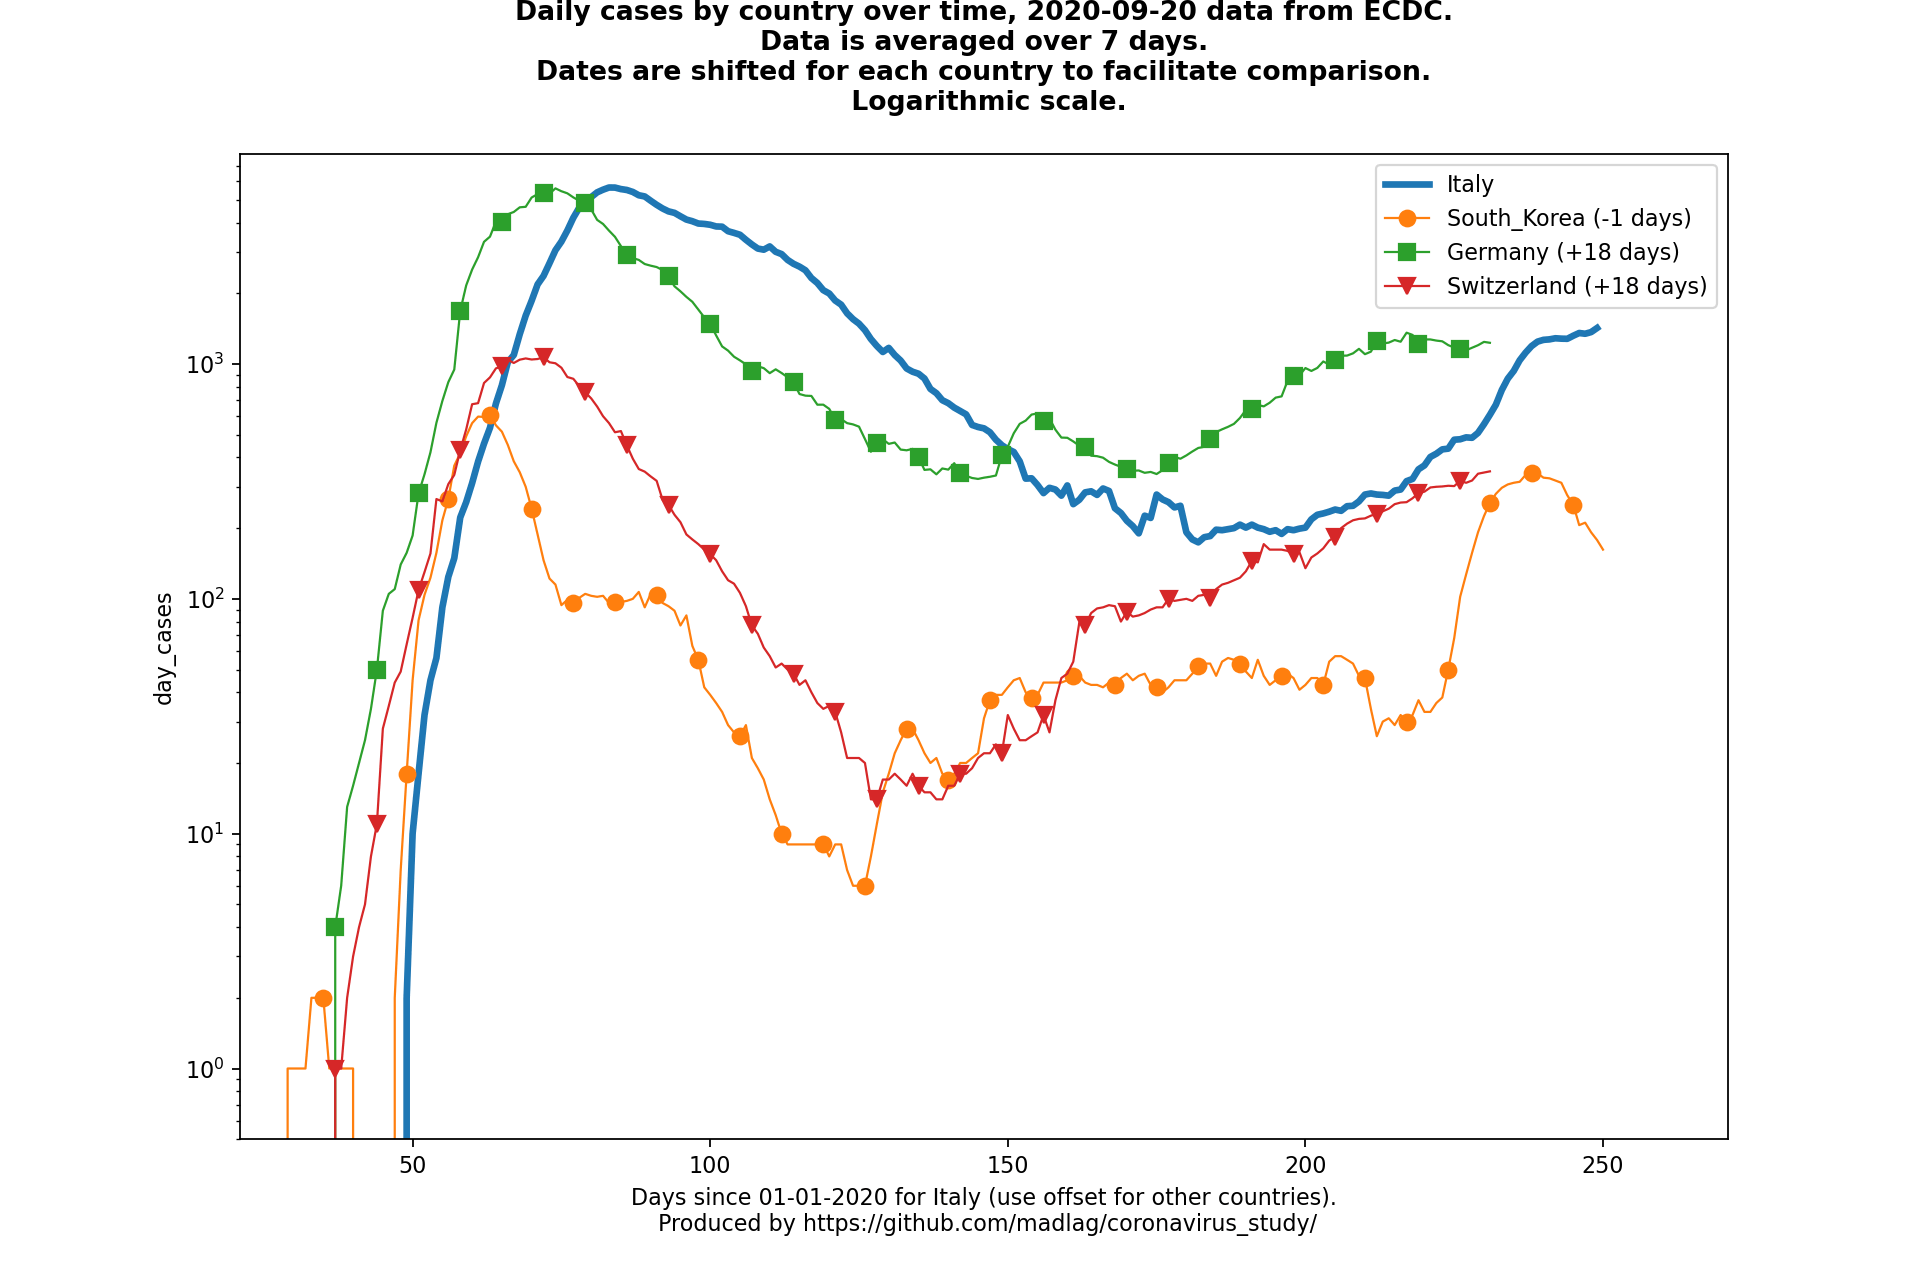 Daily cases by country over time, 2020-09-20 data from ECDC.
Data is averaged over 7 days.
Dates are shifted for each country to facilitate comparison.
Logarithmic scale.
Italy
South_Korea (-1 days)
Germany (+18 days)
Switzerland (+18 days)
day_cases
10³
10²
10¹
10⁰
50 100 150 200 250
Days since 01-01-2020 for Italy (use offset for other countries).
Produced by https://github.com/madlag/coronavirus_study/